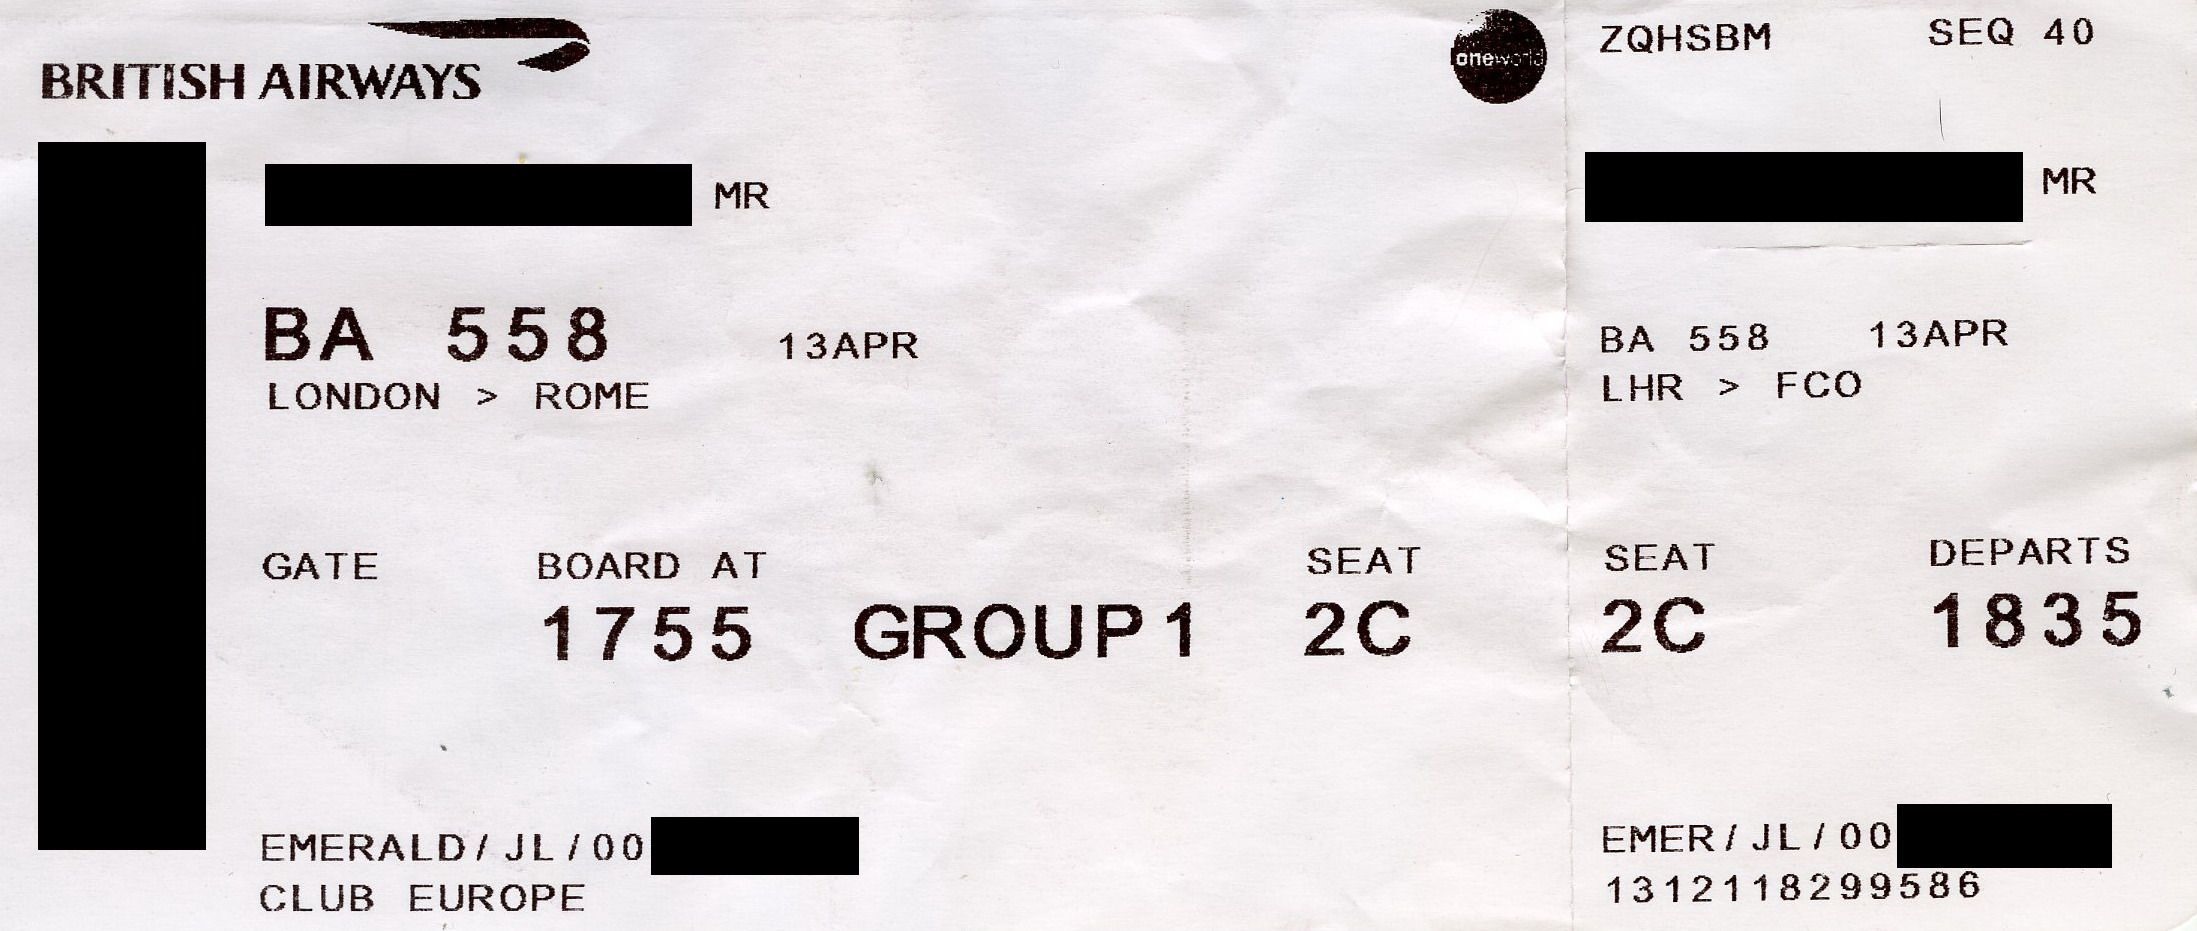 BRITISH AIRWAYS
oneworld
MR
BA 558 13APR
LONDON > ROME
GATE BOARD AT SEAT
1755 GROUP1 2C
EMERALD/JL/00
CLUB EUROPE
ZQHSBM SEQ 40
MR
BA 558 13APR
LHR > FCO
SEAT DEPARTS
2C 1835
EMER/JL/00
1312118299586